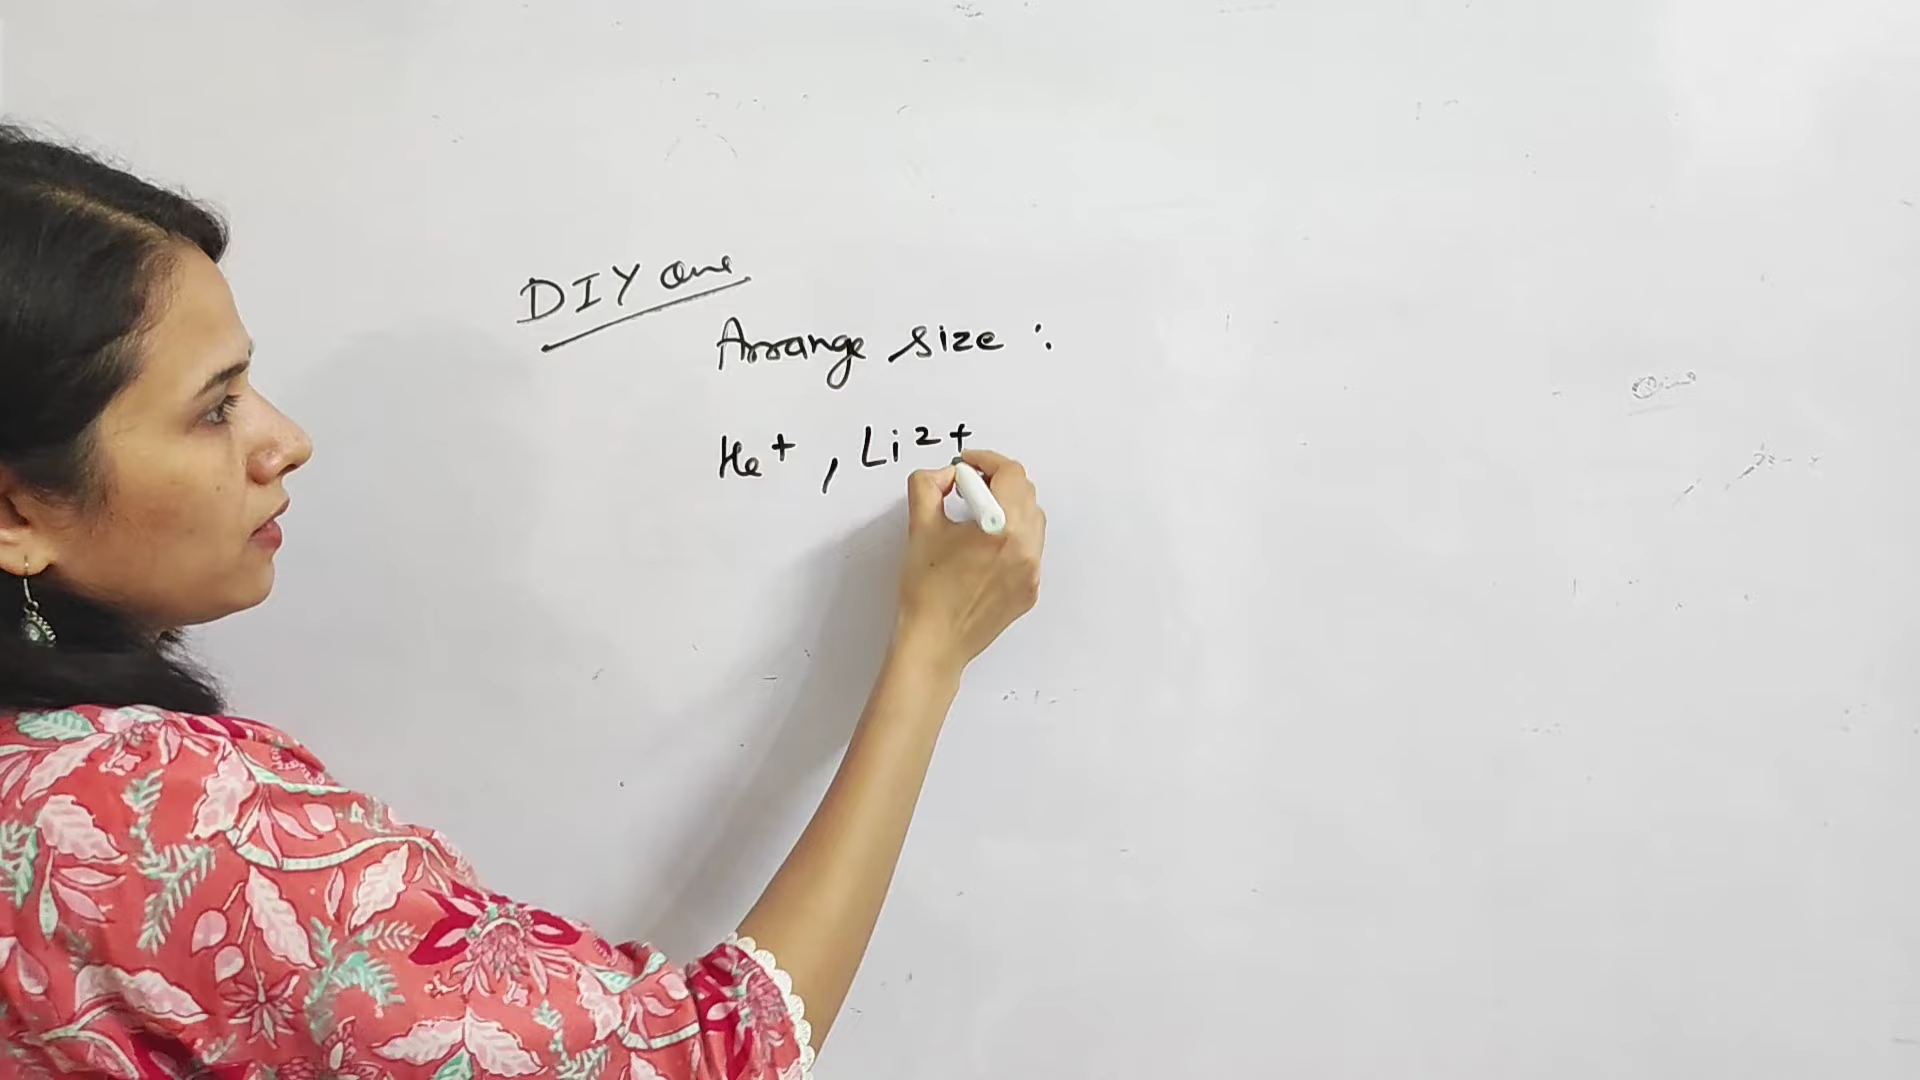 DIY Que
Arrange size :
He⁺ , Li²⁺